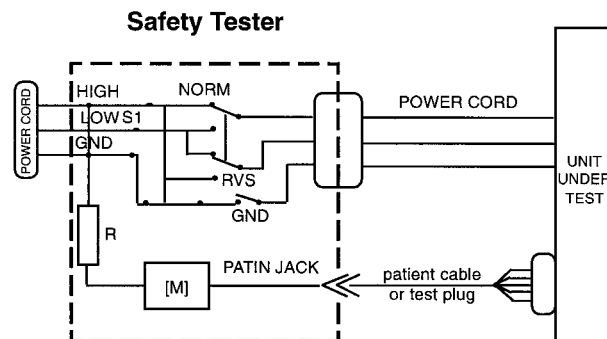 Safety Tester
HIGH
NORM
LOW S1
GND
POWER CORD
RVS
GND
R
[M]
PATIN JACK
POWER CORD
patient cable
or test plug
UNIT
UNDER
TEST